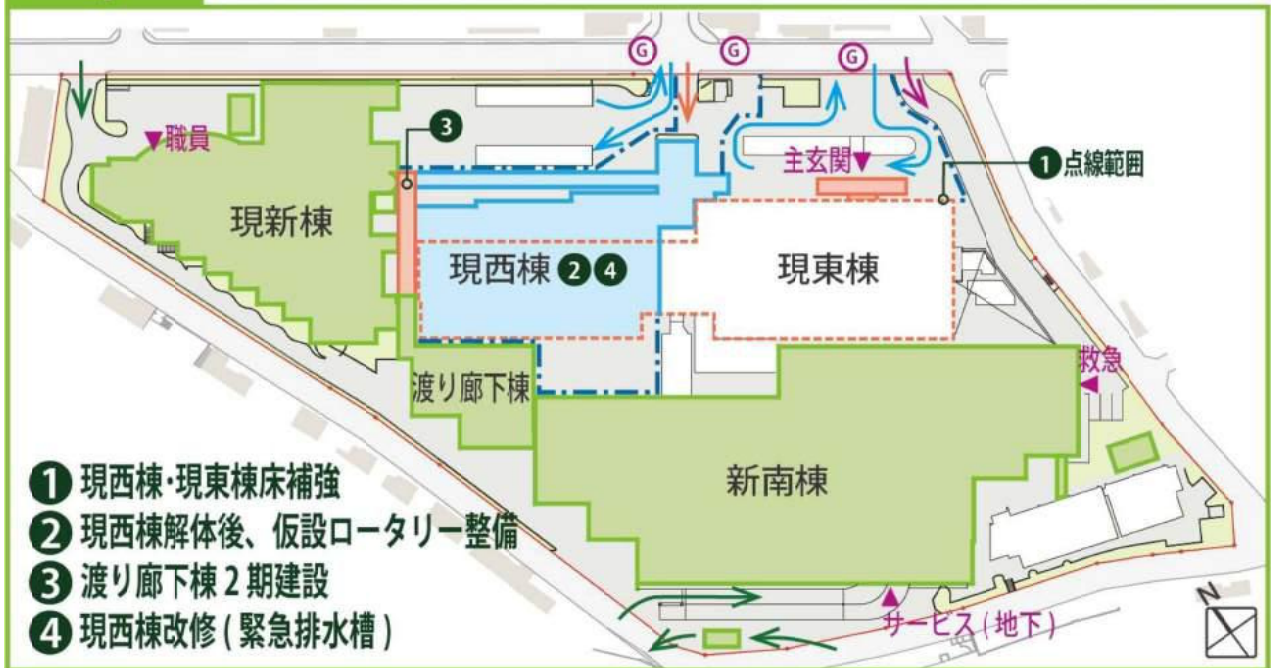 G
G
G
3
▼職員
主玄関▼
1 点線範囲
現新棟
現西棟 2 4
現東棟
救急
◀
渡り廊下棟
新南棟
1 現西棟・現東棟床補強
2 現西棟解体後、仮設ロータリー整備
3 渡り廊下棟2期建設
4 現西棟改修(緊急排水槽)
▲
サービス(地下)
N